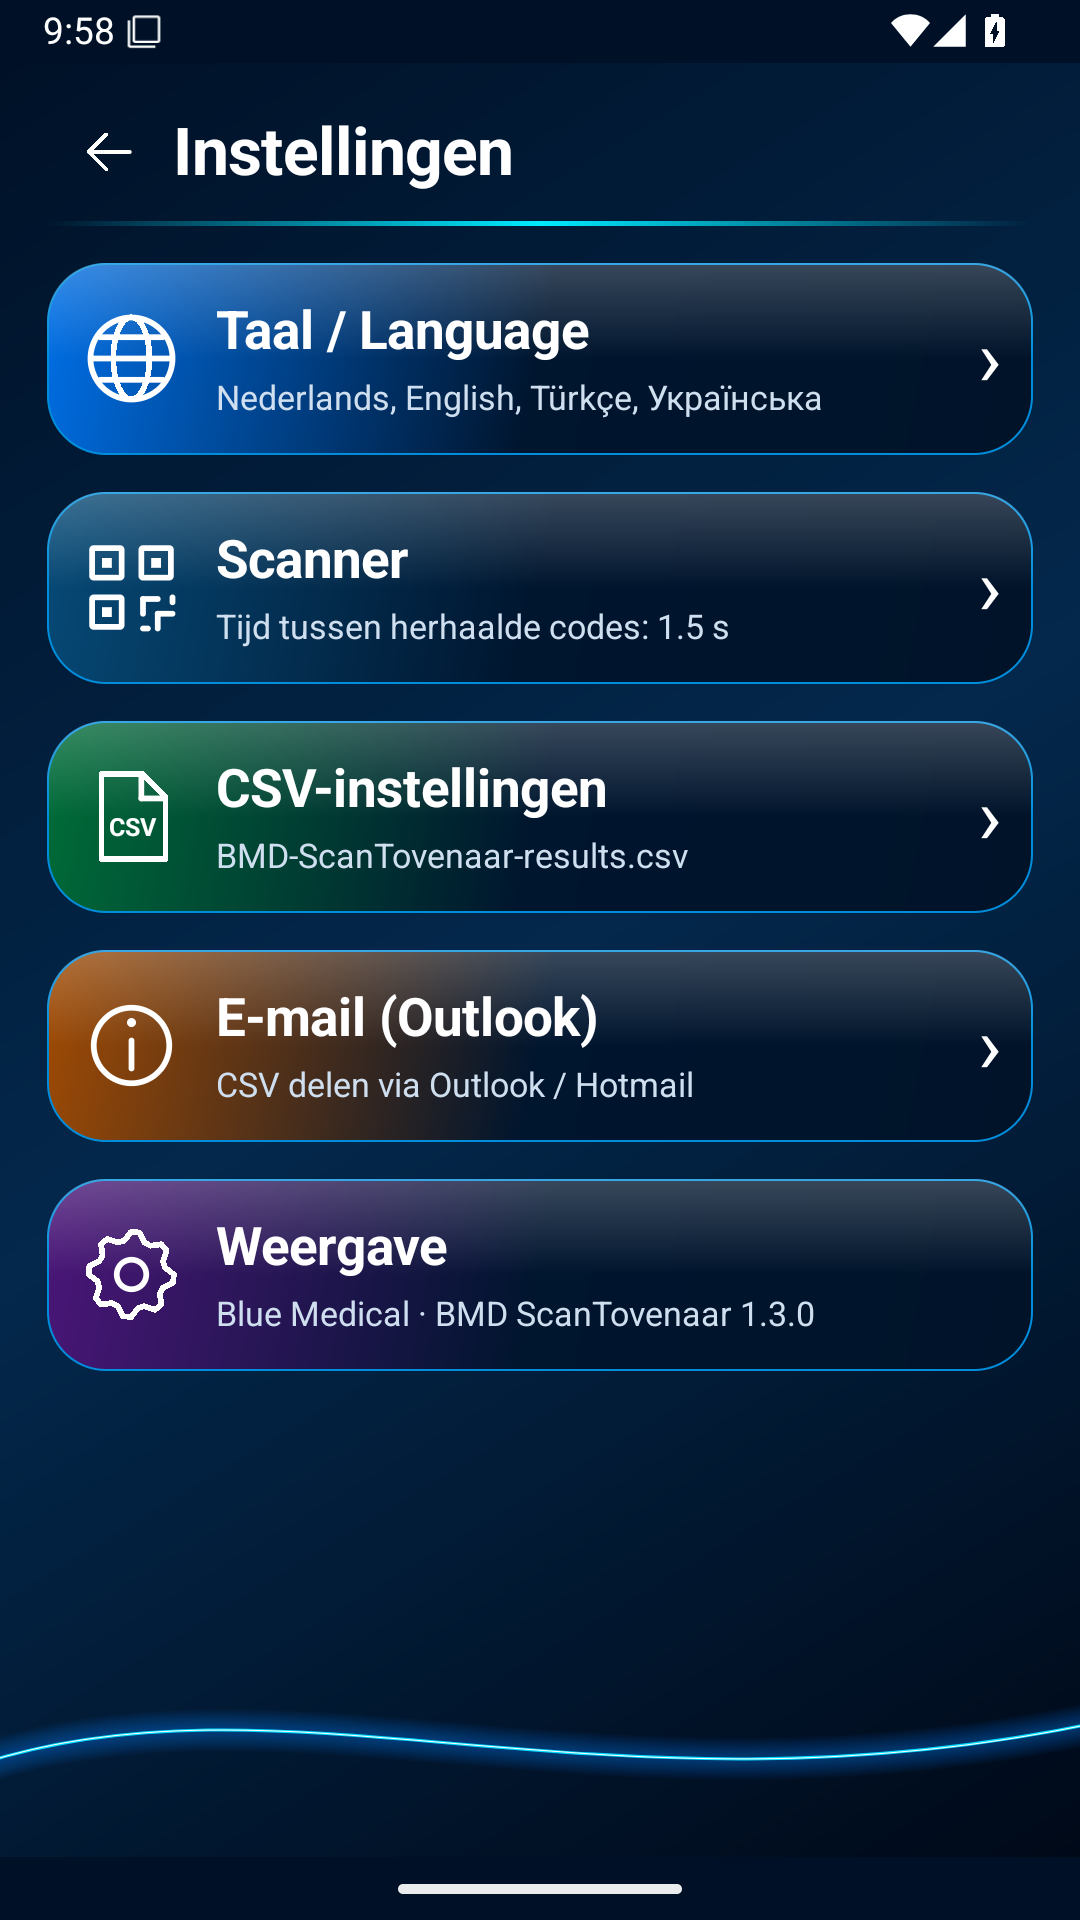 9:58
Instellingen
Taal / Language
Nederlands, English, Türkçe, Українська
Scanner
Tijd tussen herhaalde codes: 1.5 s
CSV-instellingen
CSV
BMD-ScanTovenaar-results.csv
E-mail (Outlook)
CSV delen via Outlook / Hotmail
Weergave
Blue Medical · BMD ScanTovenaar 1.3.0